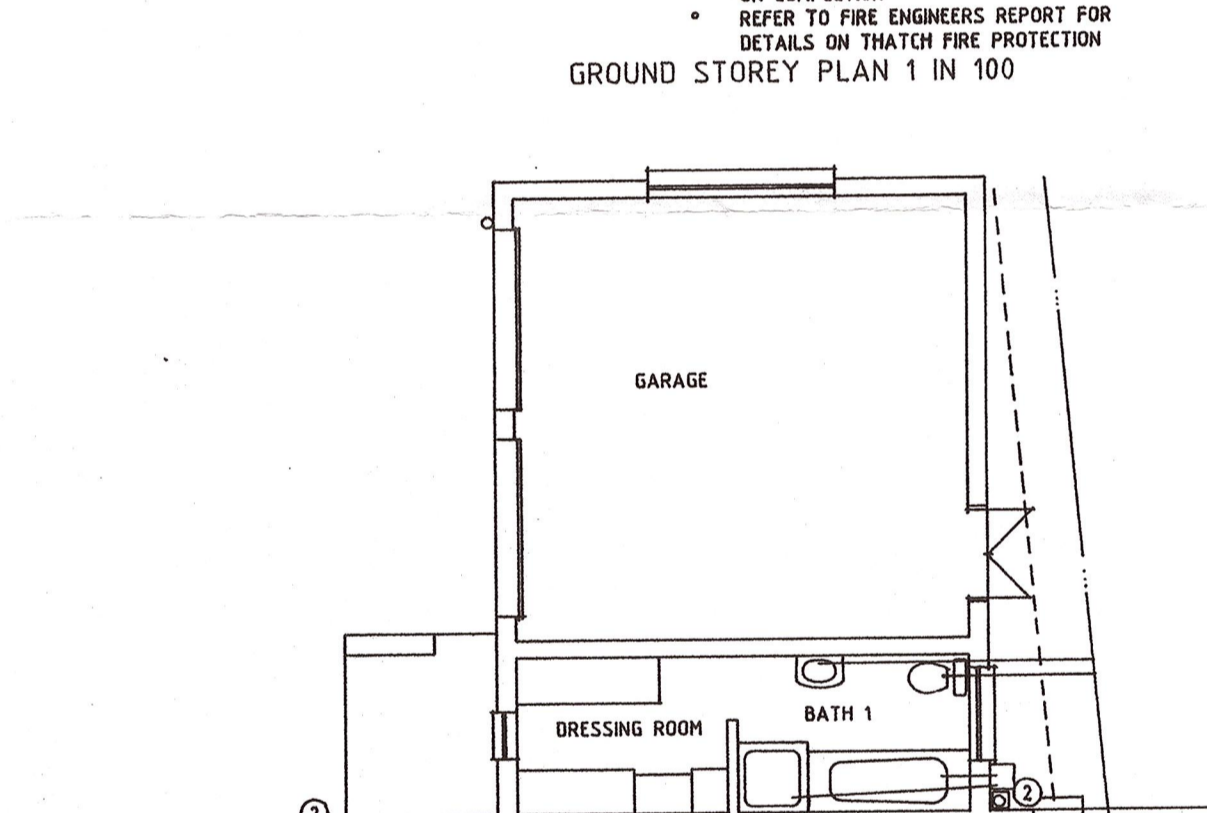 ° REFER TO FIRE ENGINEERS REPORT FOR
DETAILS ON THATCH FIRE PROTECTION
GROUND STOREY PLAN 1 IN 100
GARAGE
DRESSING ROOM
BATH 1
2